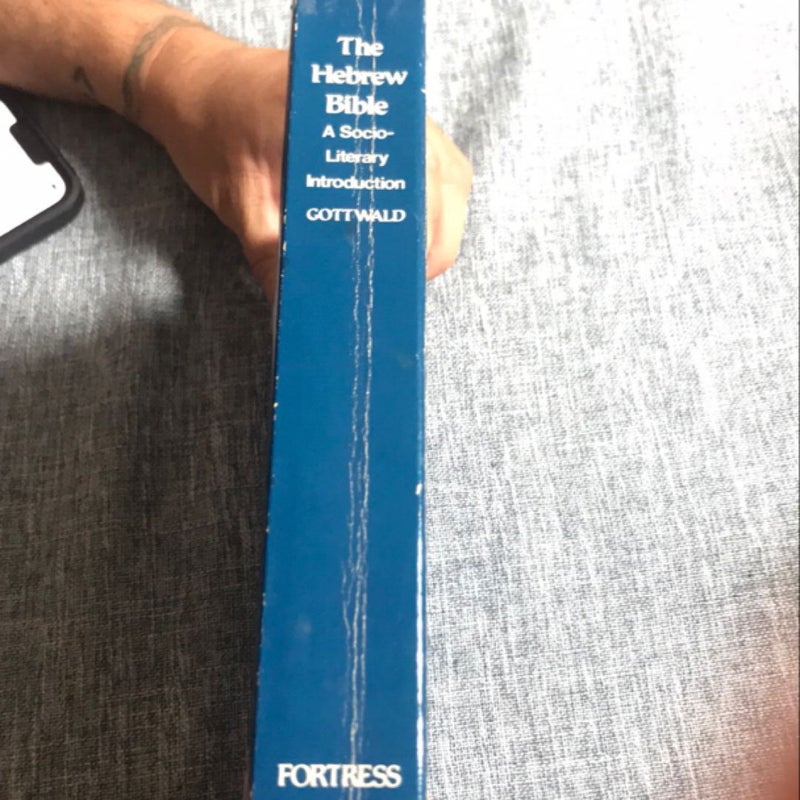 The
Hebrew
Bible
A Socio-
Literary
Introduction
GOTTWALD
FORTRESS